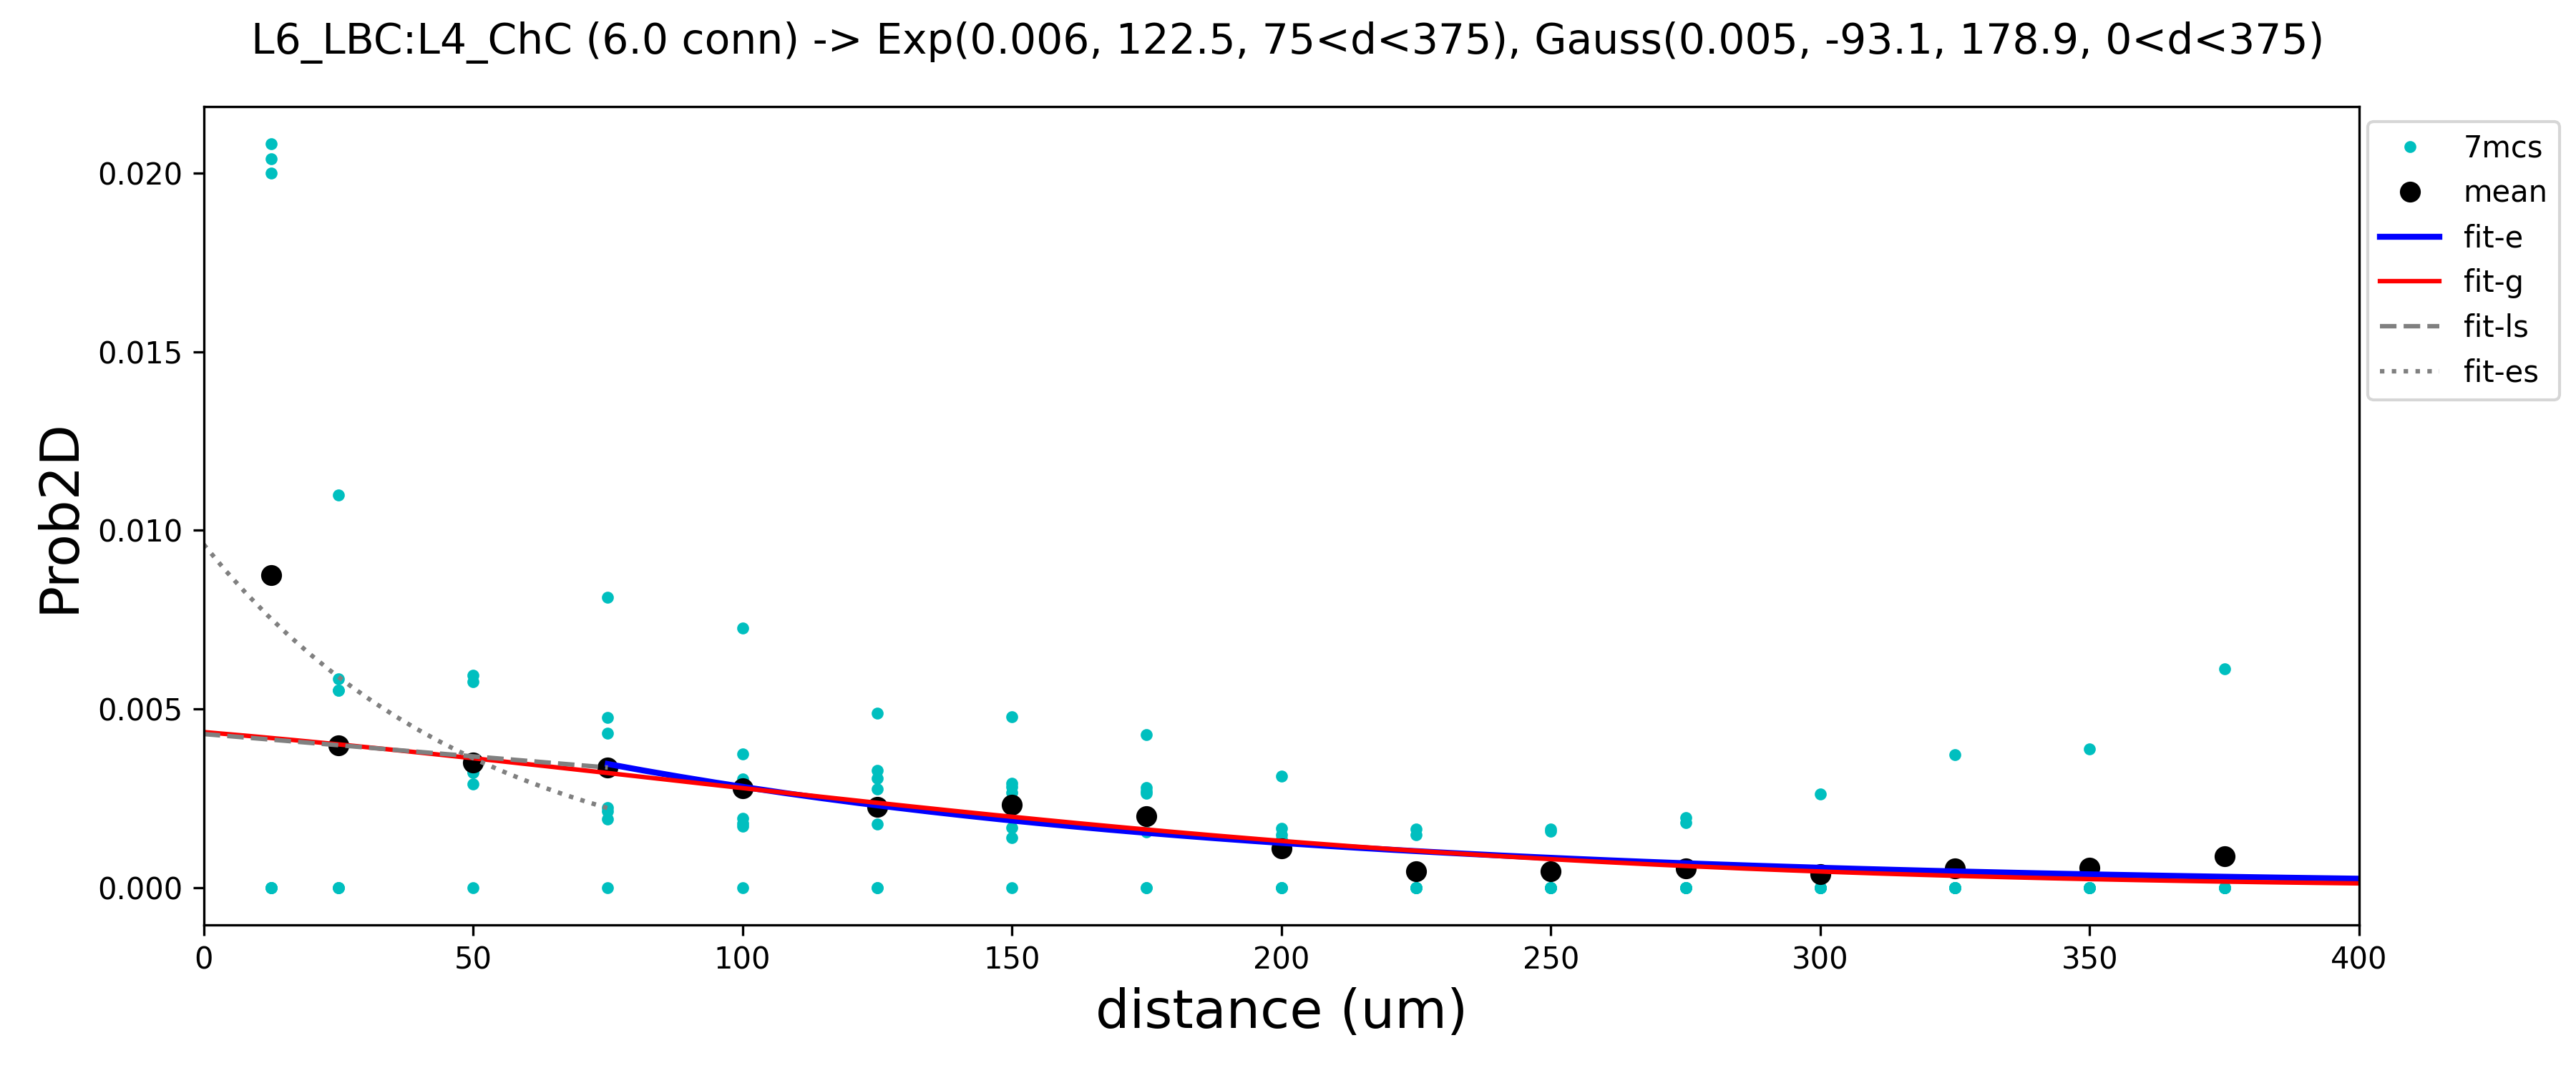 L6_LBC:L4_ChC (6.0 conn) -> Exp(0.006, 122.5, 75<d<375), Gauss(0.005, -93.1, 178.9, 0<d<375)
7mcs
mean
fit-e
fit-g
fit-ls
fit-es
Prob2D
0.020
0.015
0.010
0.005
0.000
0 50 100 150 200 250 300 350 400
distance (um)